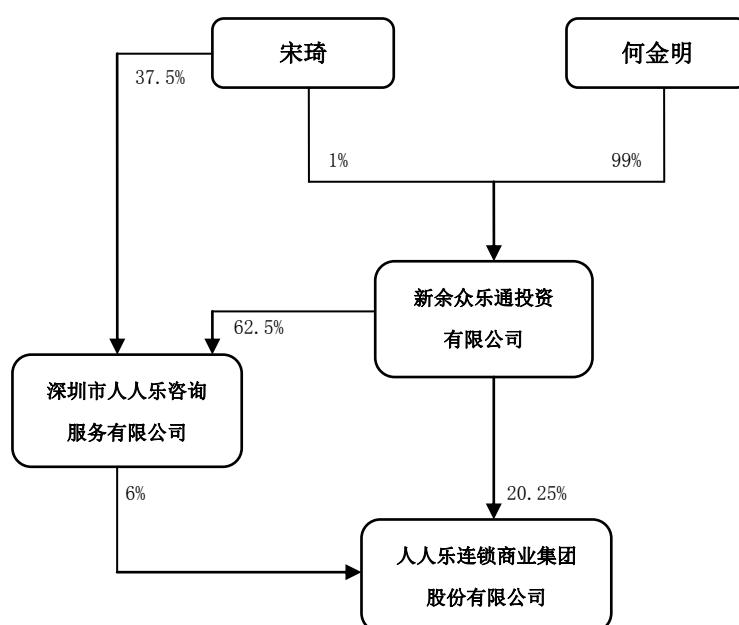 宋琦
何金明
37.5%
1%
99%
新余众乐通投资
有限公司
62.5%
深圳市人人乐咨询
服务有限公司
6%
20.25%
人人乐连锁商业集团
股份有限公司